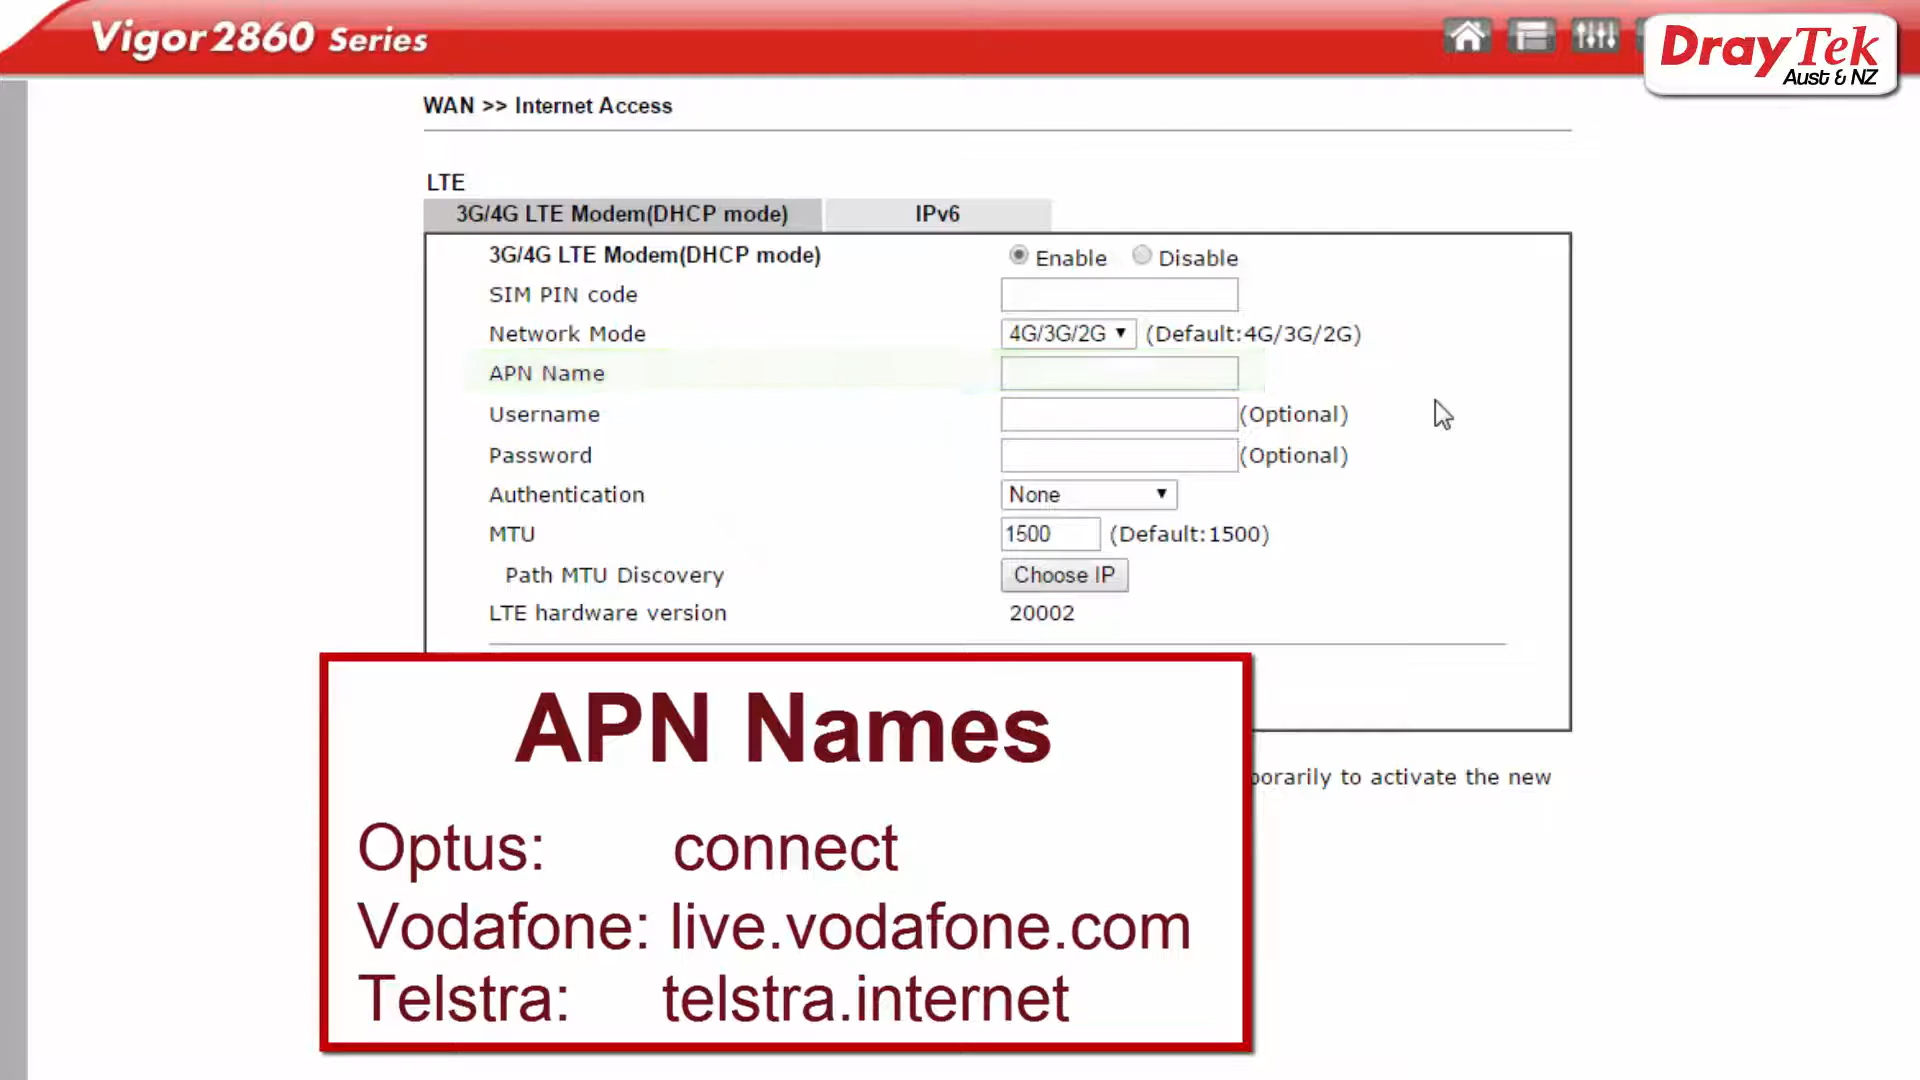 Vigor2860 Series
DrayTek
Aust & NZ
WAN >> Internet Access
LTE
3G/4G LTE Modem(DHCP mode) IPv6
3G/4G LTE Modem(DHCP mode) Enable Disable
SIM PIN code
Network Mode 4G/3G/2G (Default:4G/3G/2G)
APN Name
Username (Optional)
Password (Optional)
Authentication None
MTU 1500 (Default:1500)
Path MTU Discovery Choose IP
LTE hardware version 20002
APN Names
porarily to activate the new
Optus: connect
Vodafone: live.vodafone.com
Telstra: telstra.internet